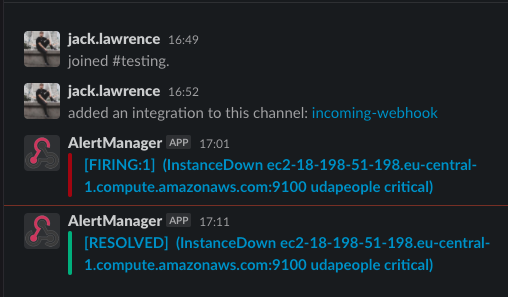 jack.lawrence 16:49
joined #testing.
jack.lawrence 16:52
added an integration to this channel: incoming-webhook
AlertManager APP 17:01
[FIRING:1] (InstanceDown ec2-18-198-51-198.eu-central-
1.compute.amazonaws.com:9100 udapeople critical)
AlertManager APP 17:11
[RESOLVED] (InstanceDown ec2-18-198-51-198.eu-central-
1.compute.amazonaws.com:9100 udapeople critical)